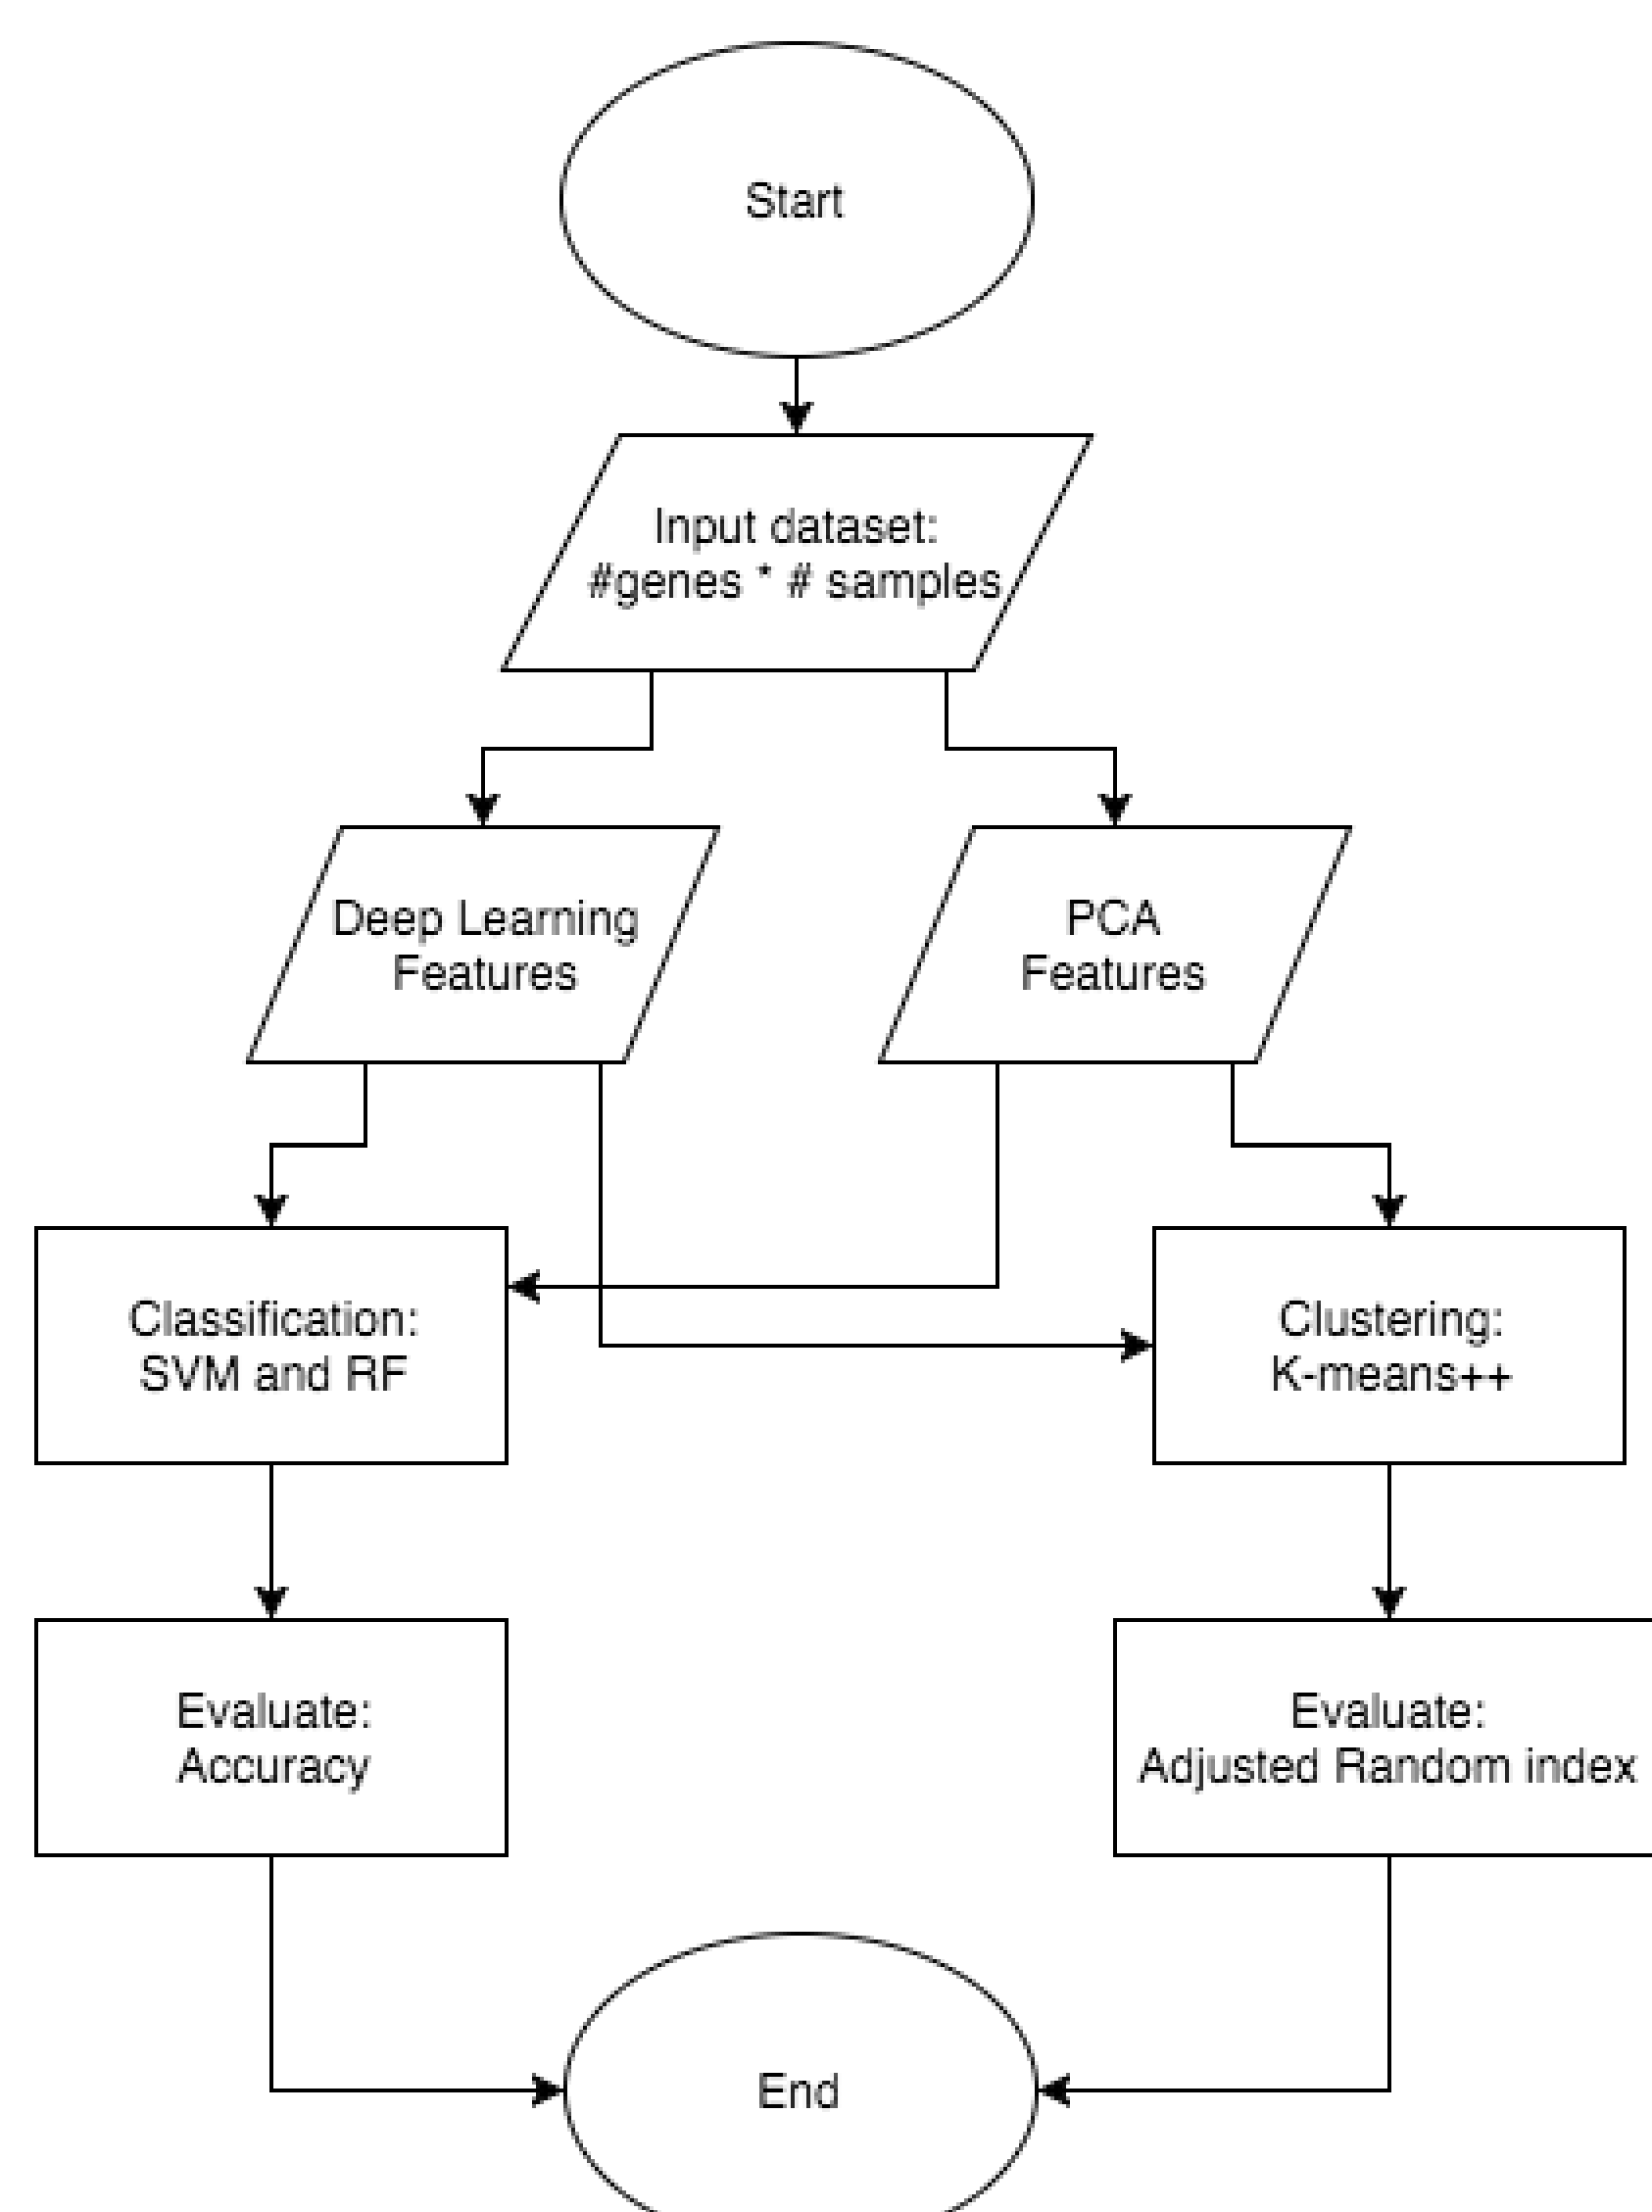 Start
Input dataset:
#genes * # samples
Deep Learning
Features
PCA
Features
Classification:
SVM and RF
Clustering:
K-means++
Evaluate:
Accuracy
Evaluate:
Adjusted Random index
End